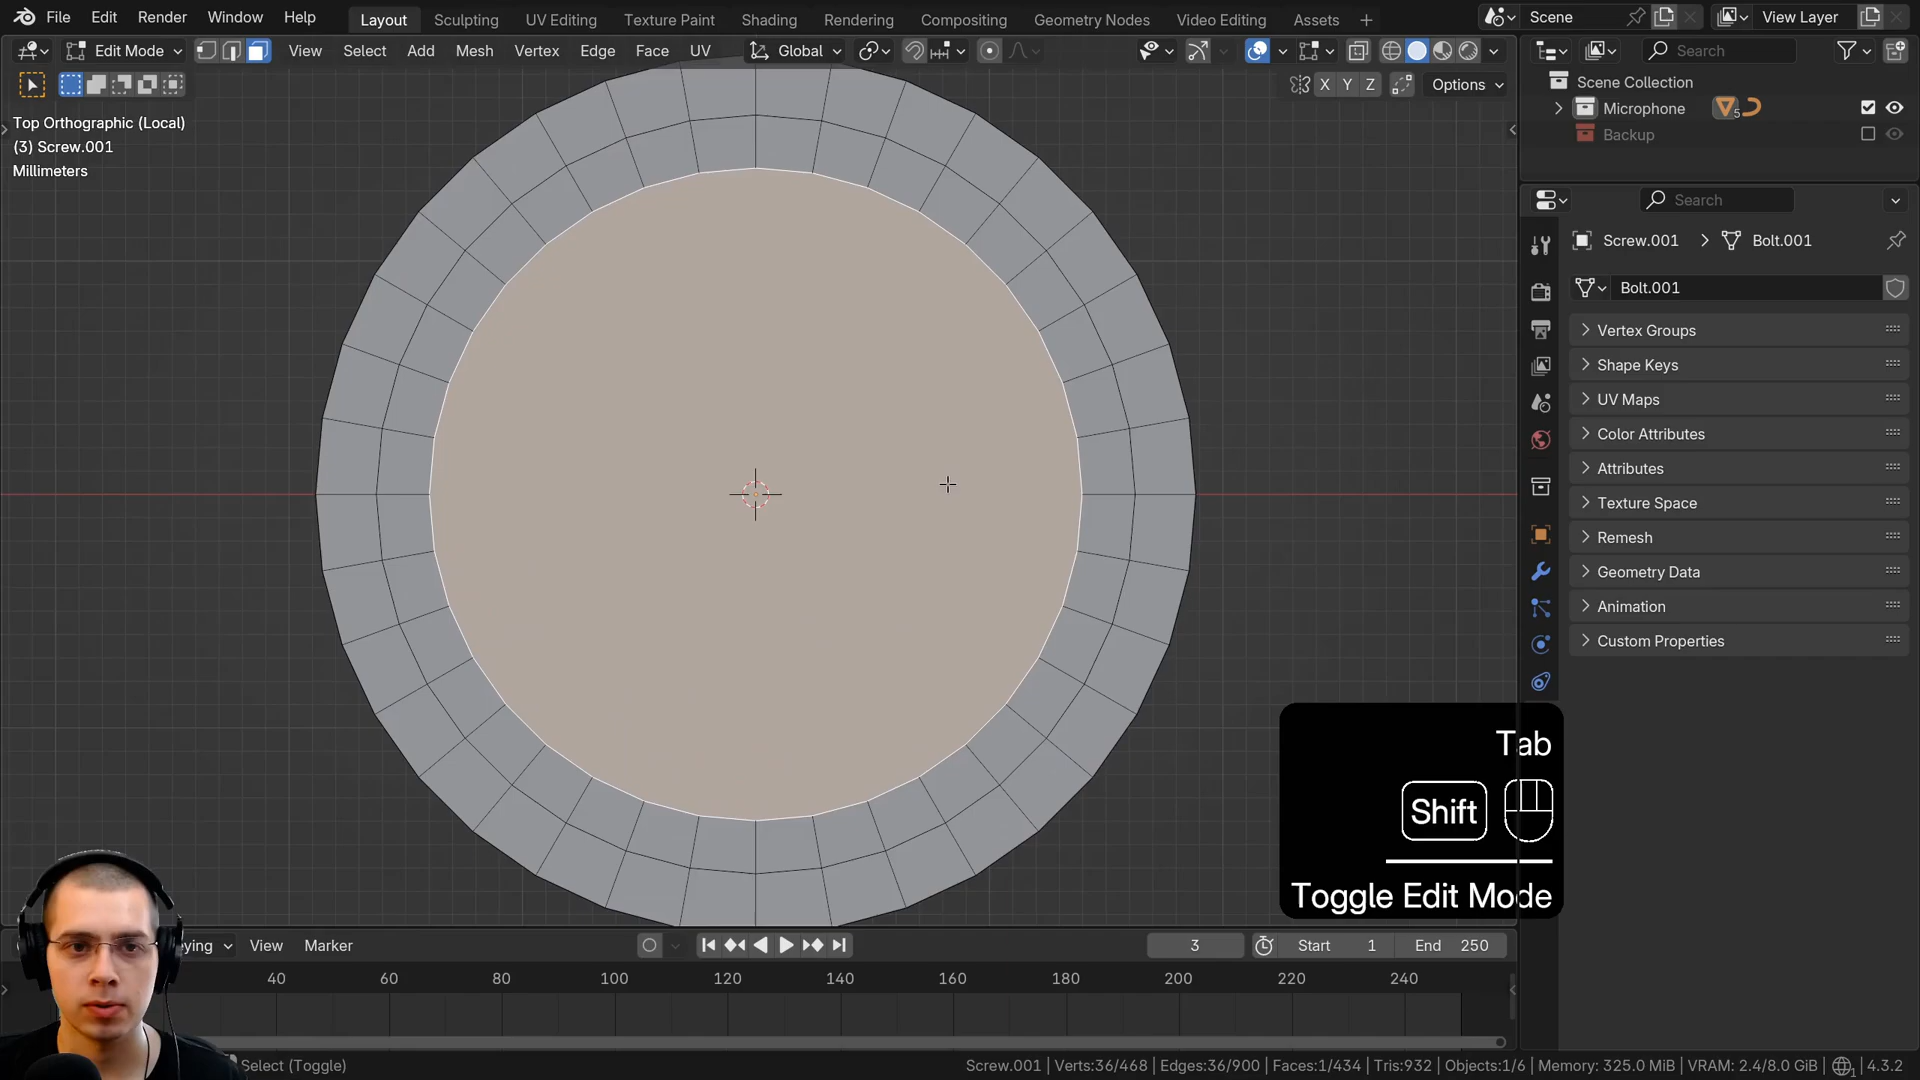 File Edit Render Window Help Layout Sculpting UV Editing Texture Paint Shading Animation Rendering Compositing Geometry Nodes Video Editing Assets + Scene View Layer
Edit Mode View Select Add Mesh Vertex Edge Face UV Global Search
X Y Z Options
Scene Collection
Microphone 5
Backup
Top Orthographic (Local)
(3) Screw.001
Millimeters
Search
Screw.001 > Bolt.001
Bolt.001
Vertex Groups
Shape Keys
UV Maps
Color Attributes
Attributes
Texture Space
Remesh
Geometry Data
Animation
Custom Properties
Tab
Shift
Toggle Edit Mode
ying View Marker 3 Start 1 End 250
40 60 80 100 120 140 160 180 200 220 240
Select (Toggle) Screw.001 | Verts:36/468 | Edges:36/900 | Faces:1/434 | Tris:932 | Objects:1/6 | Memory: 325.0 MiB | VRAM: 2.4/8.0 GiB | 1 4.3.2